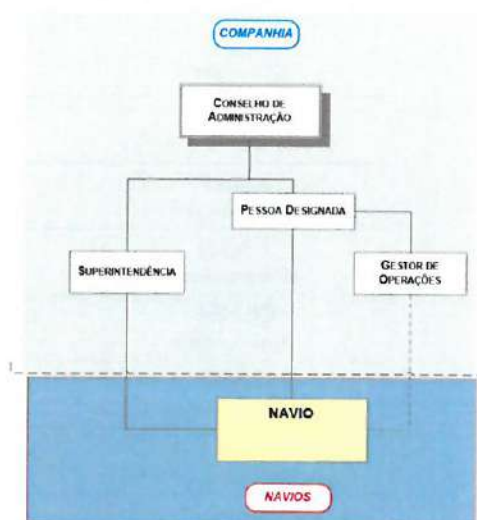 COMPANHIA
CONSELHO DE
ADMINISTRAÇÃO
PESSOA DESIGNADA
SUPERINTENDÊNCIA
GESTOR DE
OPERAÇÕES
NAVIO
NAVIOS